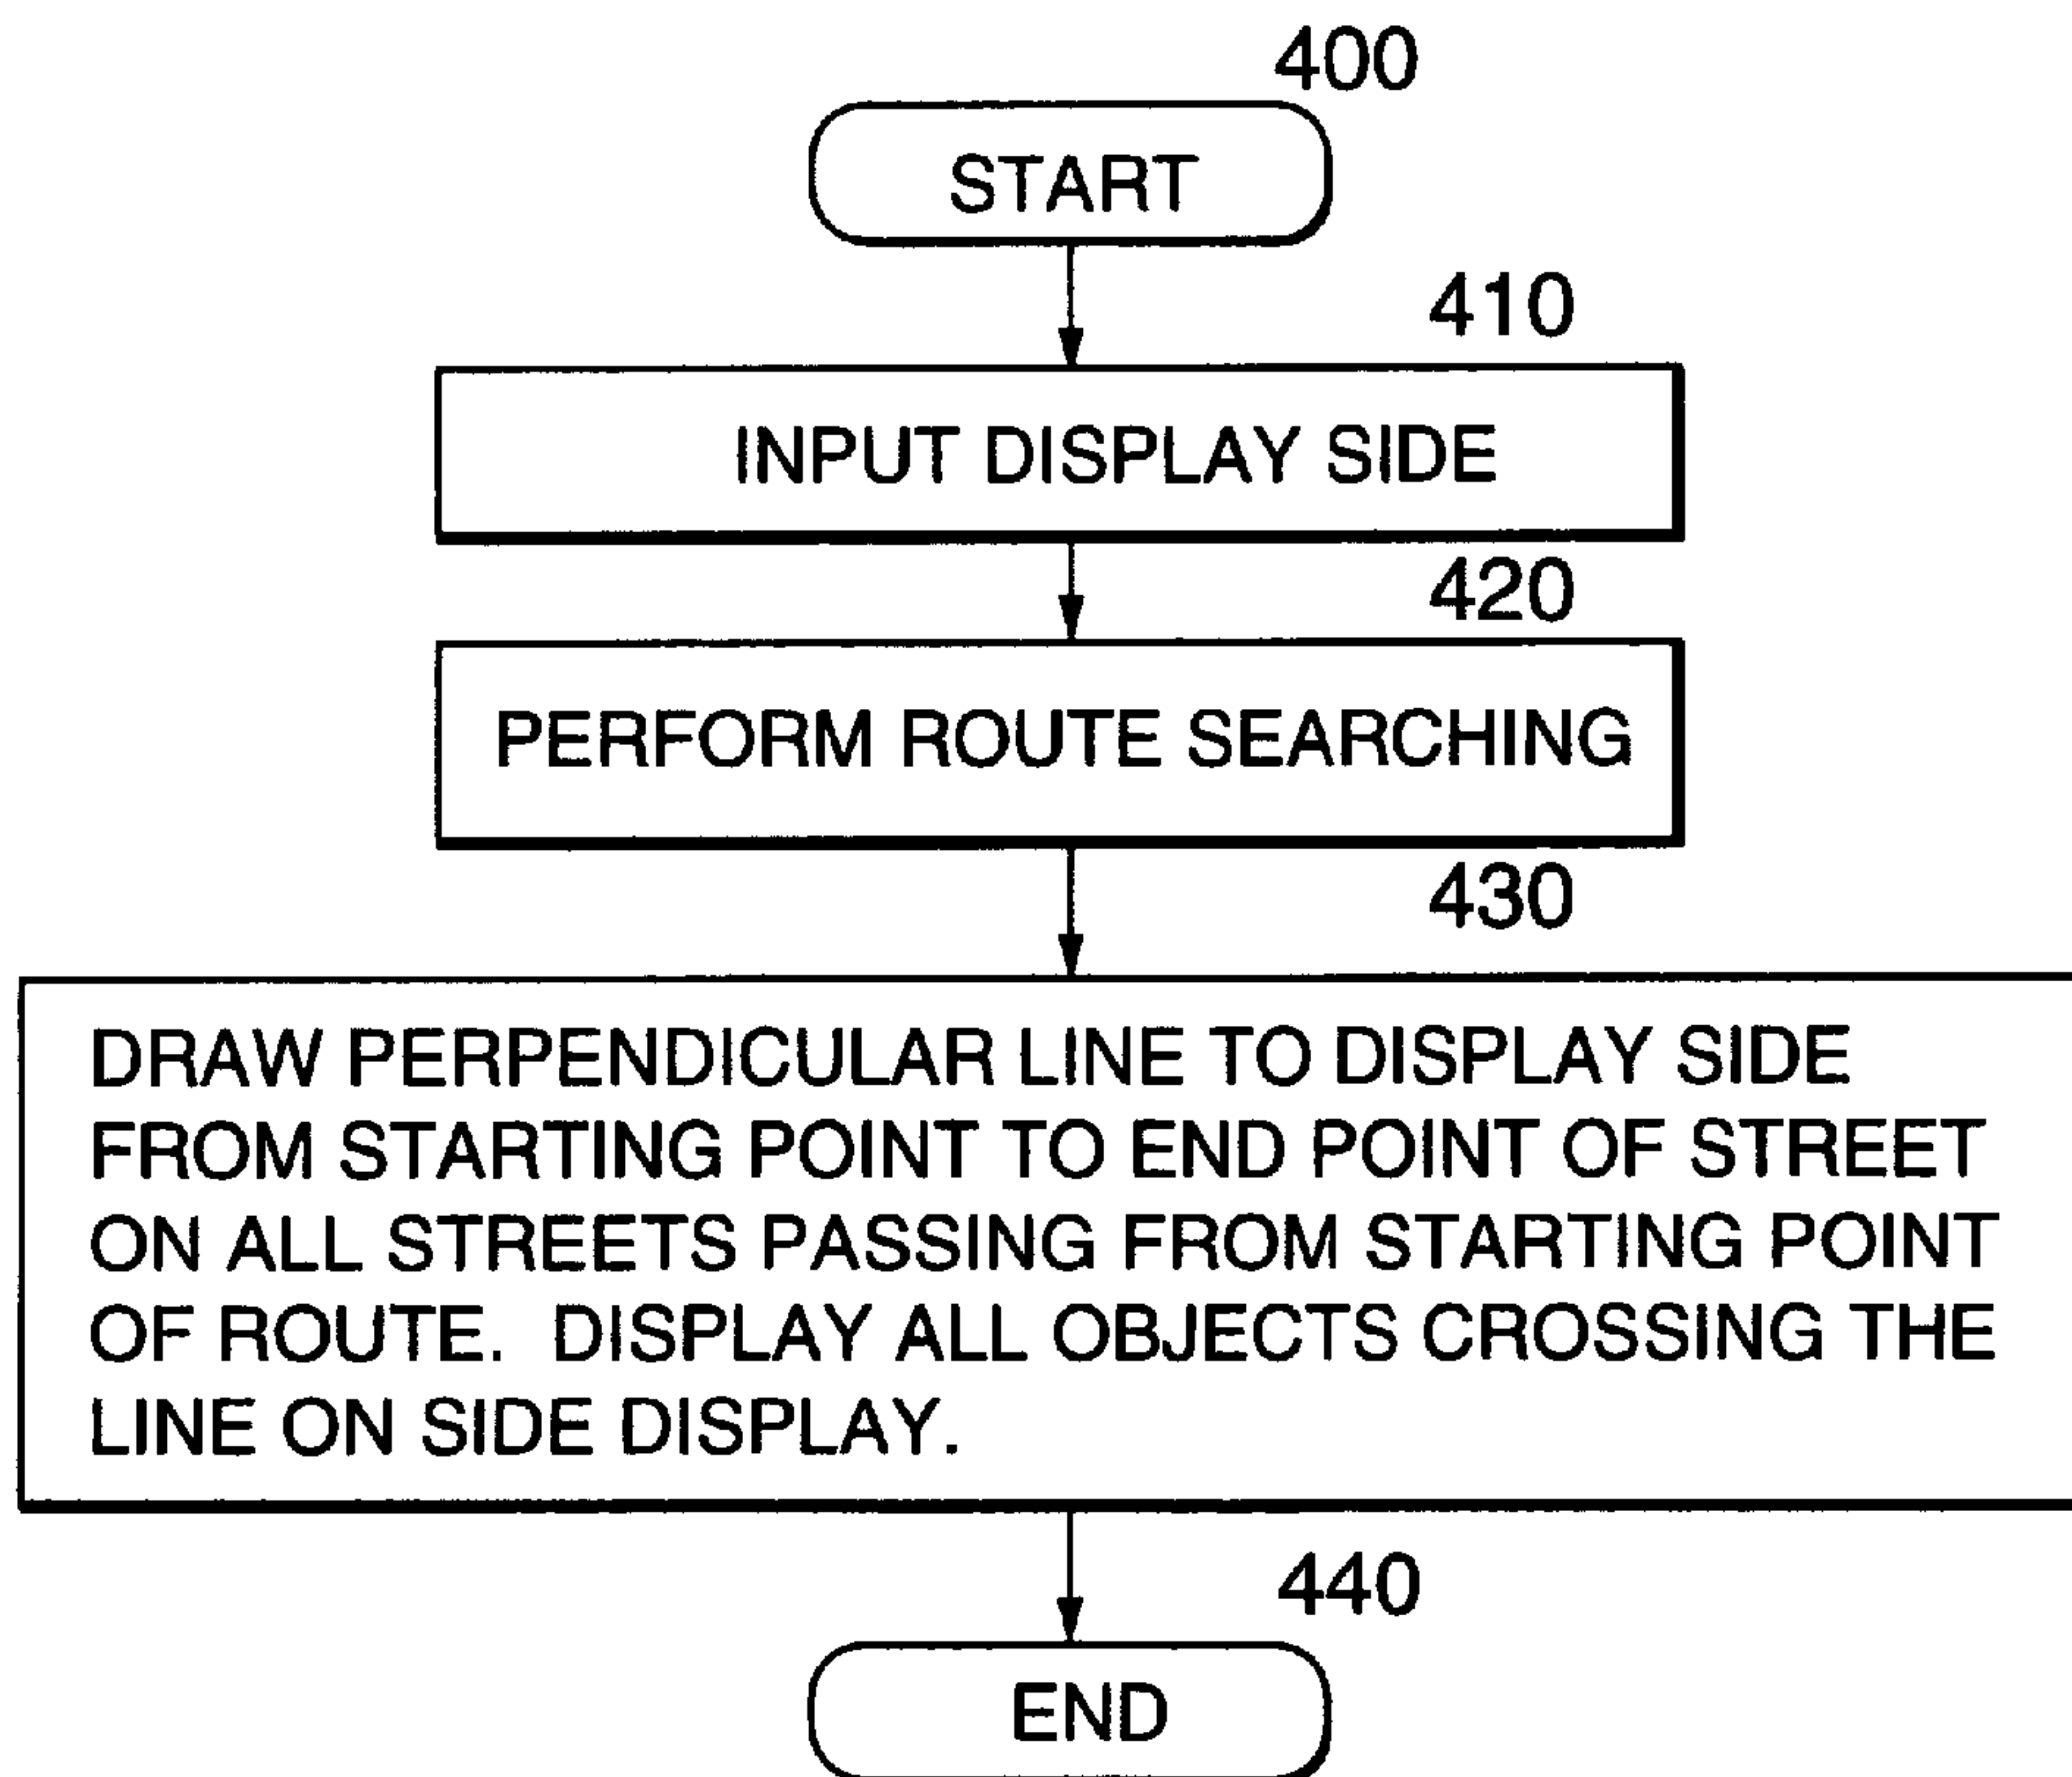 400
START
410
INPUT DISPLAY SIDE
420
PERFORM ROUTE SEARCHING
430
DRAW PERPENDICULAR LINE TO DISPLAY SIDE
FROM STARTING POINT TO END POINT OF STREET
ON ALL STREETS PASSING FROM STARTING POINT
OF ROUTE. DISPLAY ALL OBJECTS CROSSING THE
LINE ON SIDE DISPLAY.
440
END